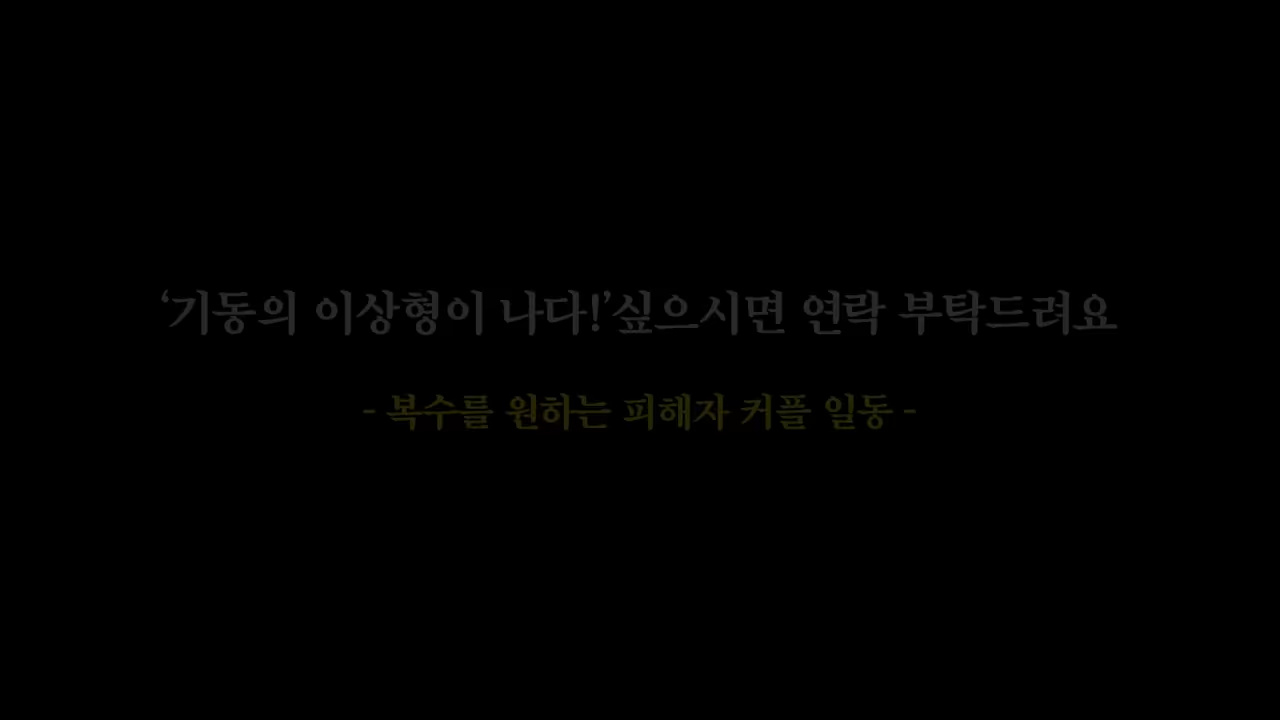 ‘기동의 이상형이 나다!’싶으시면 연락 부탁드려요
- 복수를 원하는 피해자 커플 일동 -